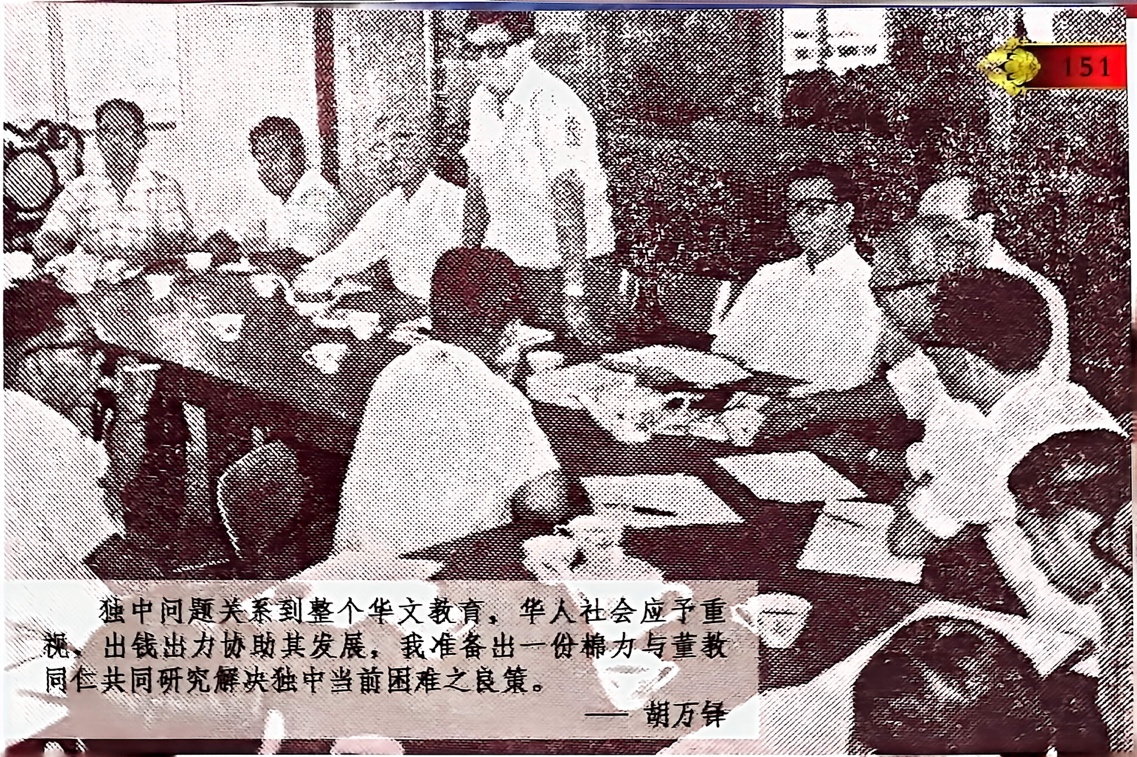 151
独中问题关系到整个华文教育，华人社会应予重
视，出钱出力协助其发展，我准备出一份棉力与董教
同仁共同研究解决独中当前困难之良策。
—— 胡万铎